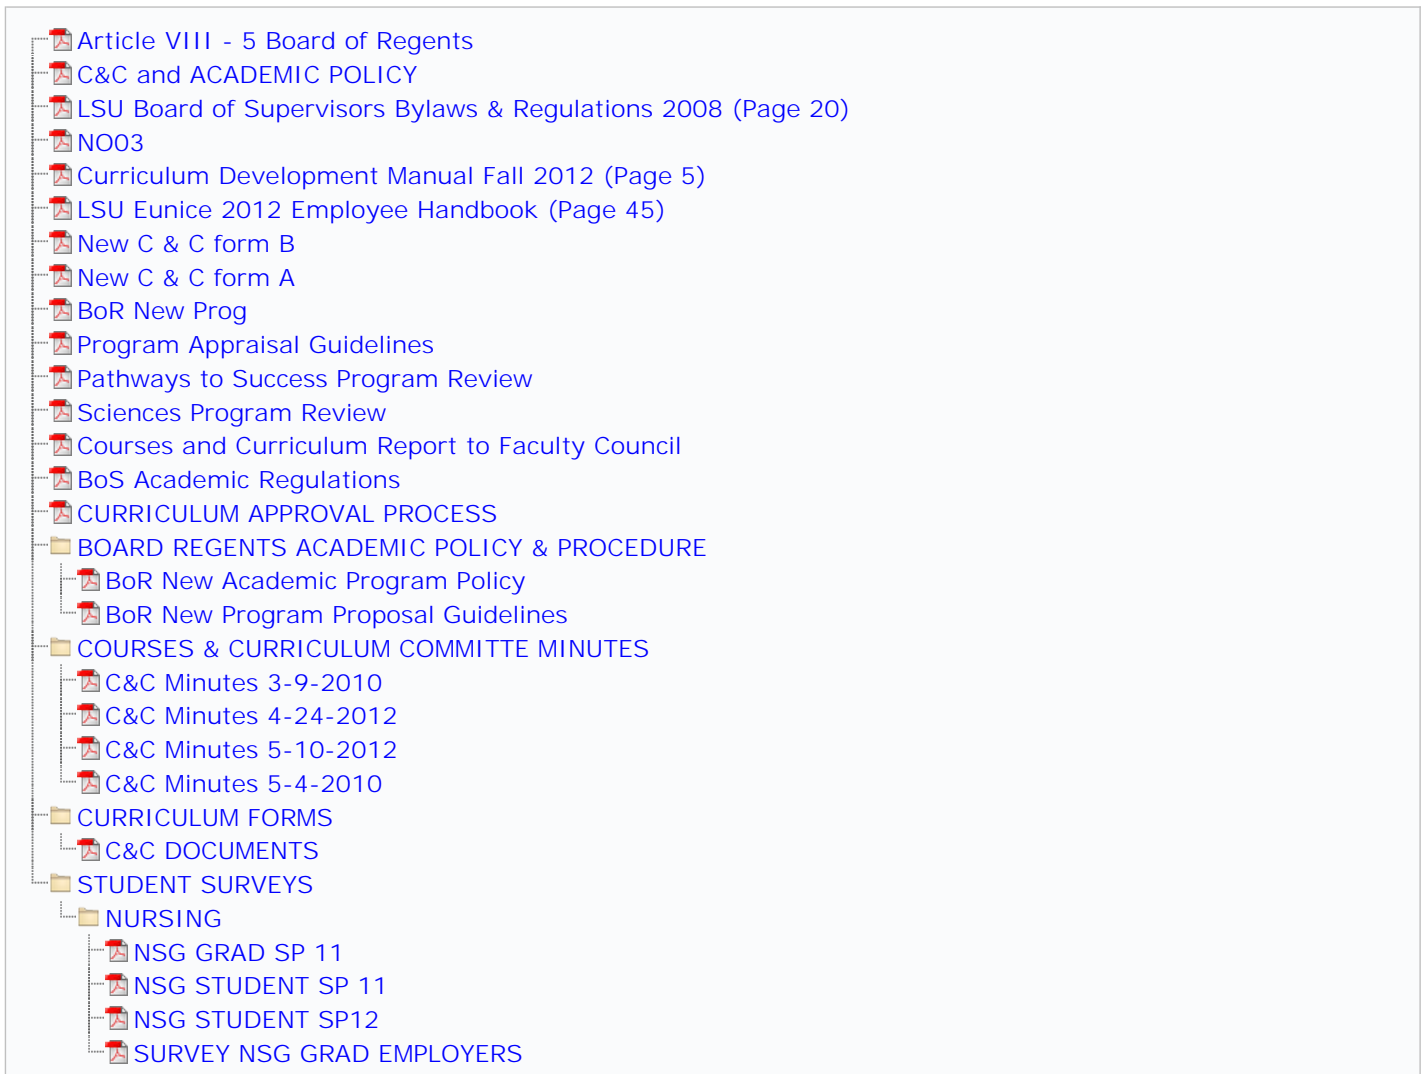 Article VIII - 5 Board of Regents
C&C and ACADEMIC POLICY
LSU Board of Supervisors Bylaws & Regulations 2008 (Page 20)
NO03
Curriculum Development Manual Fall 2012 (Page 5)
LSU Eunice 2012 Employee Handbook (Page 45)
New C & C form B
New C & C form A
BoR New Prog
Program Appraisal Guidelines
Pathways to Success Program Review
Sciences Program Review
Courses and Curriculum Report to Faculty Council
BoS Academic Regulations
CURRICULUM APPROVAL PROCESS
BOARD REGENTS ACADEMIC POLICY & PROCEDURE
BoR New Academic Program Policy
BoR New Program Proposal Guidelines
COURSES & CURRICULUM COMMITTE MINUTES
C&C Minutes 3-9-2010
C&C Minutes 4-24-2012
C&C Minutes 5-10-2012
C&C Minutes 5-4-2010
CURRICULUM FORMS
C&C DOCUMENTS
STUDENT SURVEYS
NURSING
NSG GRAD SP 11
NSG STUDENT SP 11
NSG STUDENT SP12
SURVEY NSG GRAD EMPLOYERS